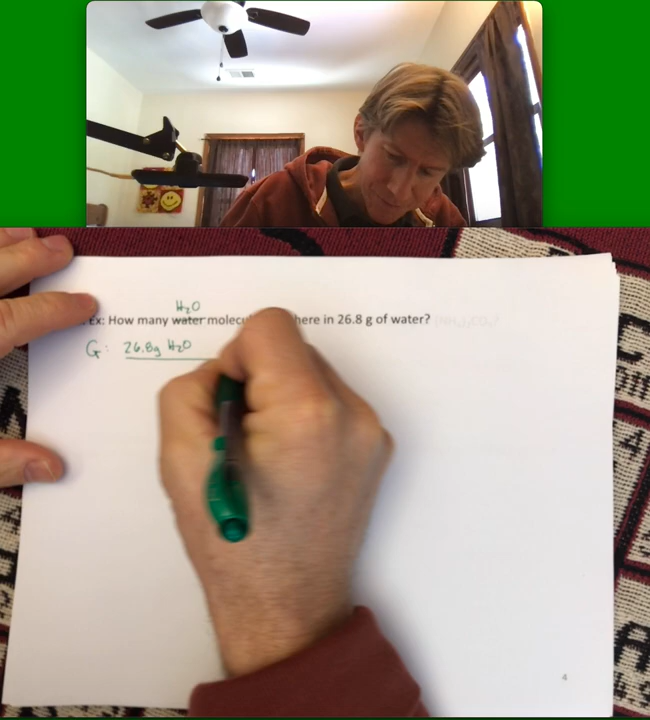 H₂O
Ex: How many water molecu here in 26.8 g of water?
G: 26.8g H₂O
4